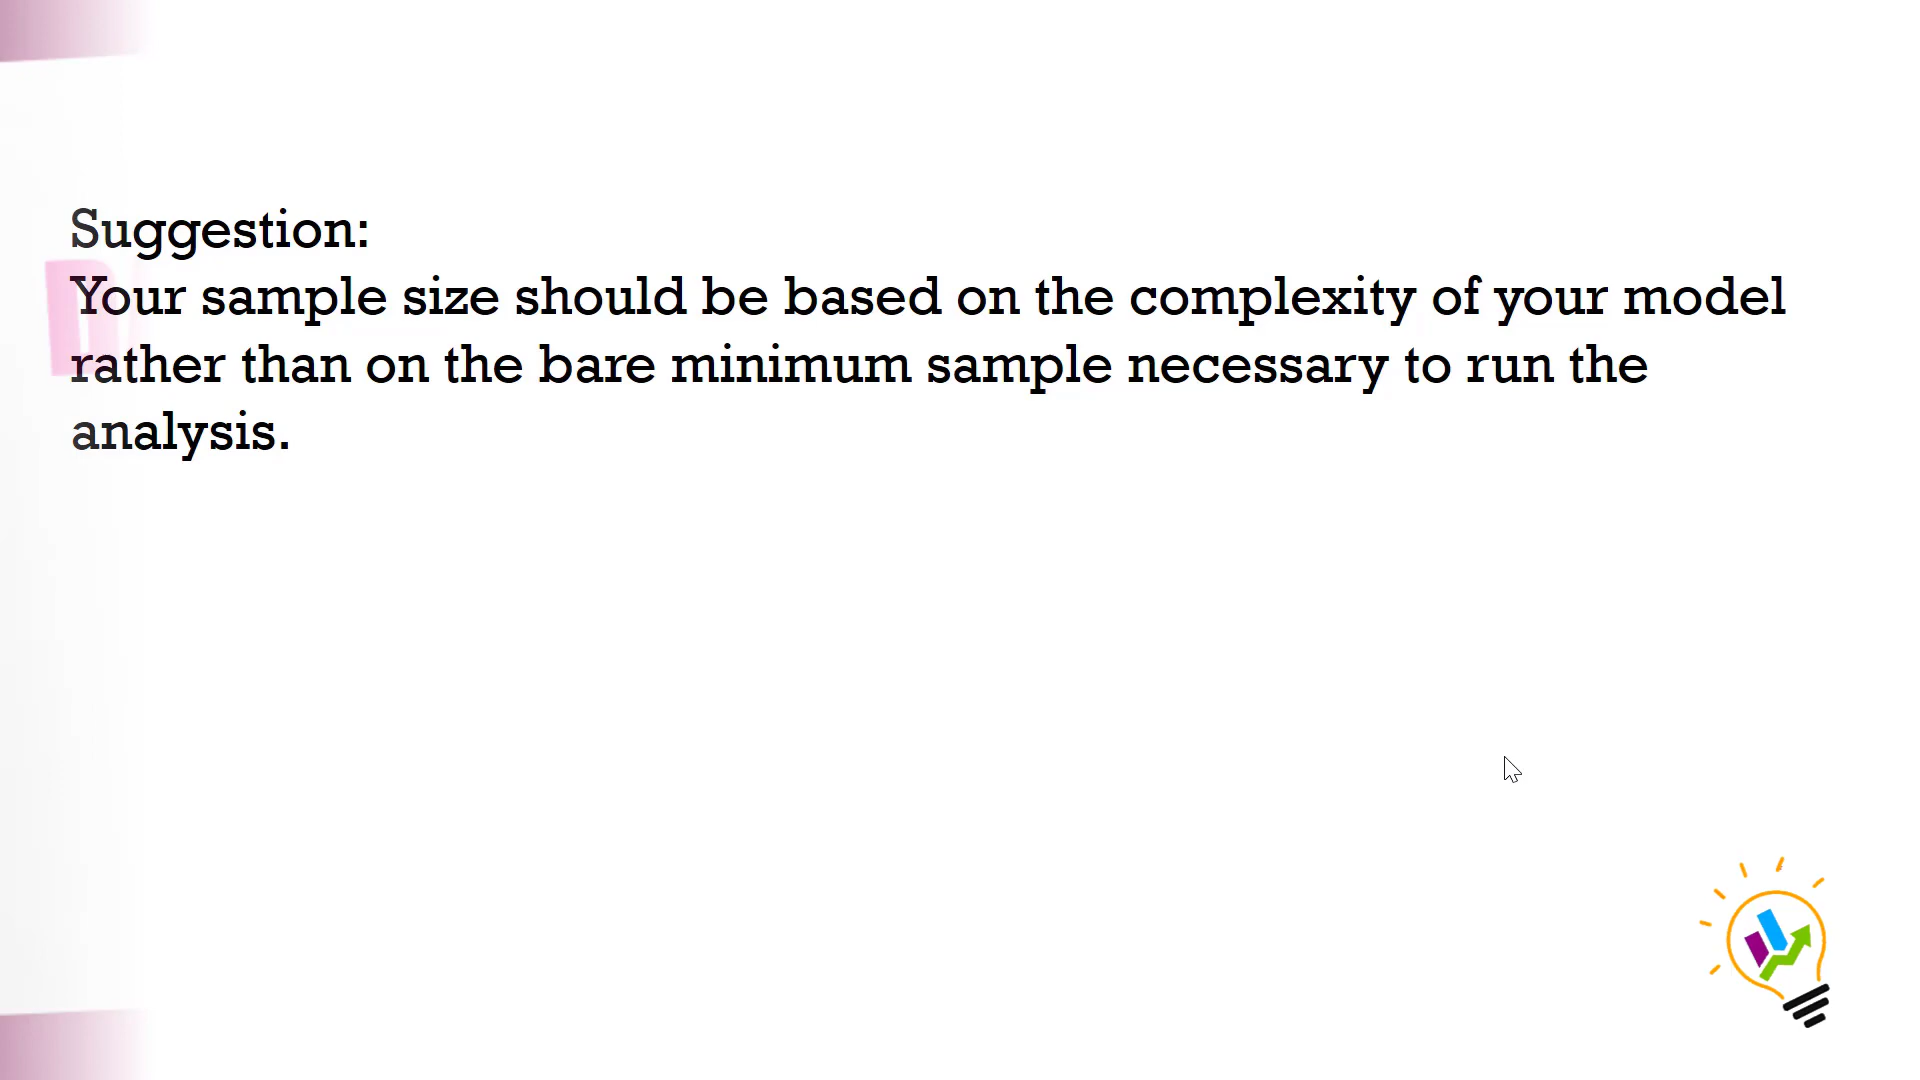 Suggestion:
Your sample size should be based on the complexity of your model
rather than on the bare minimum sample necessary to run the
analysis.